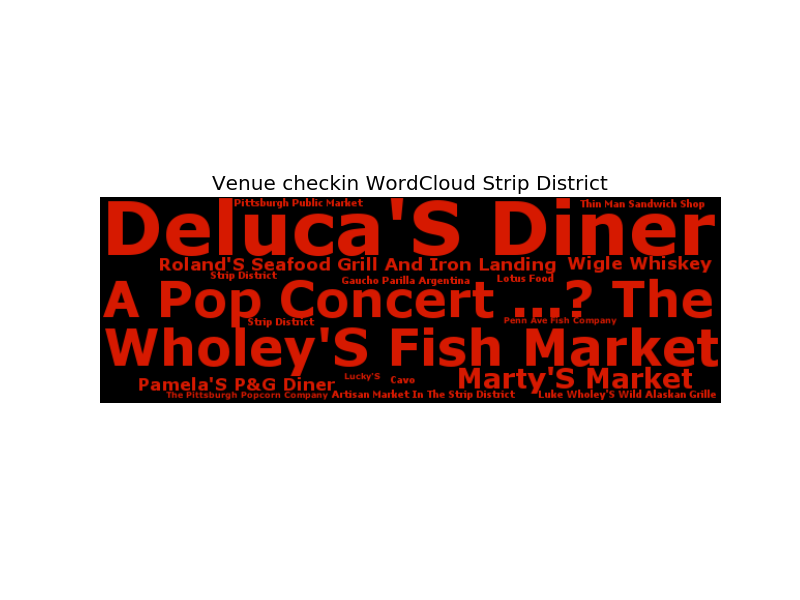 Venue checkin WordCloud Strip District
Pittsburgh Public Market
Thin Man Sandwich Shop
Deluca'S Diner
Roland'S Seafood Grill And Iron Landing
Wigle Whiskey
Strip District
Gaucho Parilla Argentina
Lotus Food
A Pop Concert ...? The
Strip District
Penn Ave Fish Company
Wholey'S Fish Market
Pamela'S P&G Diner
Lucky'S
Cavo
Marty'S Market
The Pittsburgh Popcorn Company
Artisan Market In The Strip District
Luke Wholey'S Wild Alaskan Grille